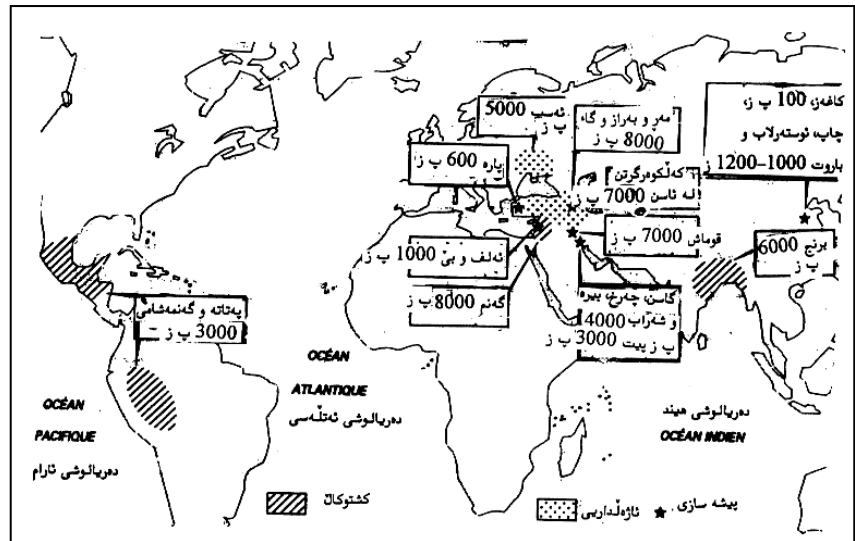 کاغەز، 100 پ ز،
چاپ، ئوستەرلاب و
باروت 1000–1200 ز
مەڕ و بەراز و گا،
8000 پ ز
ئەسپ 5000
پ ز
پارە 600 پ ز
کەڵکوەرگرتن
لە ئاسن 7000 پ ز
قوماش 7000 پ ز
برنج 6000
پ ز
ئەلف و بێ 1000 پ ز
گەنم 8000 پ ز
گاسن، چەرخ، بیرە
و شەراب 4000
پ ز پیت 3000 پ ز
پەتاتە و گەنمەشامی
3000 پ ز
OCÉAN
ATLANTIQUE
دەریالوشی ئەتڵەسی
OCÉAN
PACIFIQUE
دەریالوشی ئارام
دەریالوشی هیند
OCÉAN INDIEN
کشتوکاڵ
ئاژەڵداریی
پیشە سازی